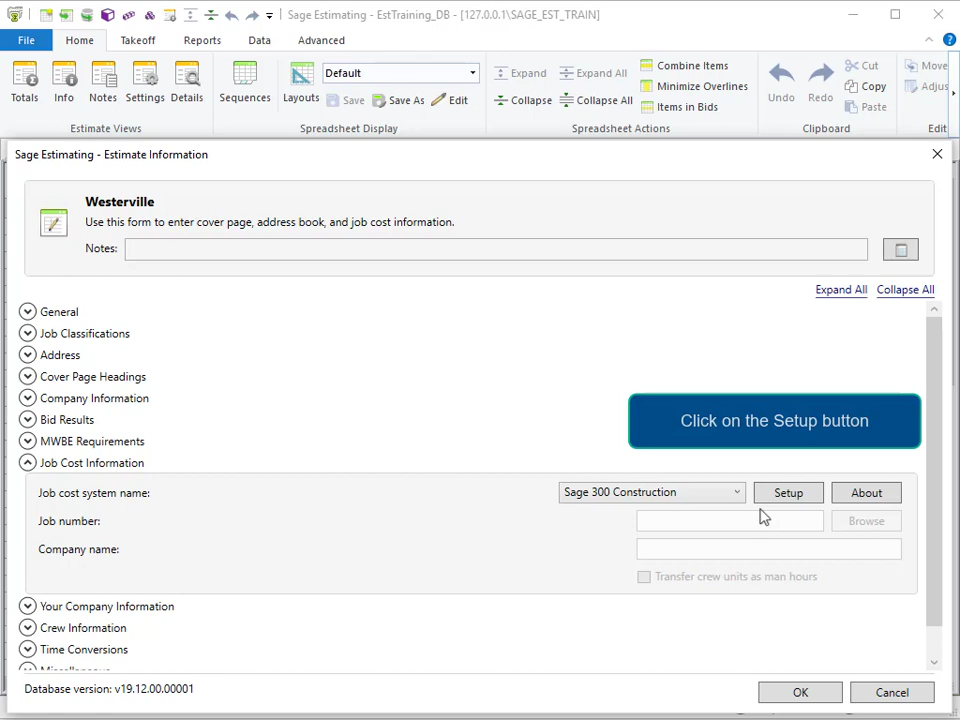 Sage Estimating - EstTraining_DB - [127.0.0.1\SAGE_EST_TRAIN]
File Home Takeoff Reports Data Advanced
Totals Info Notes Settings Details
Estimate Views
Sequences
Layouts
Default
Save Save As Edit
Spreadsheet Display
Expand Expand All
Collapse Collapse All
Combine Items
Minimize Overlines
Items in Bids
Spreadsheet Actions
Undo Redo
Cut
Copy
Paste
Clipboard
Move
Adjus
Edit
Sage Estimating - Estimate Information
Westerville
Use this form to enter cover page, address book, and job cost information.
Notes:
Expand All Collapse All
General
Job Classifications
Address
Cover Page Headings
Company Information
Bid Results
MWBE Requirements
Click on the Setup button
Job Cost Information
Job cost system name: Sage 300 Construction Setup About
Job number: Browse
Company name:
Transfer crew units as man hours
Your Company Information
Crew Information
Time Conversions
Database version: v19.12.00.00001
OK Cancel